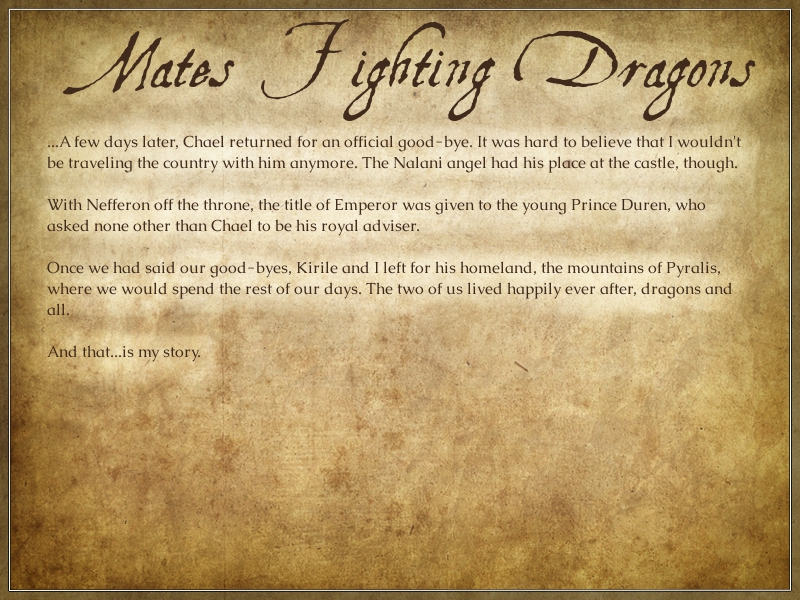 Mates Fighting Dragons
...A few days later, Chael returned for an official good-bye. It was hard to believe that I wouldn't
be traveling the country with him anymore. The Nalani angel had his place at the castle, though.
With Nefferon off the throne, the title of Emperor was given to the young Prince Duren, who
asked none other than Chael to be his royal adviser.
Once we had said our good-byes, Kirile and I left for his homeland, the mountains of Pyralis,
where we would spend the rest of our days. The two of us lived happily ever after, dragons and
all.
And that...is my story.